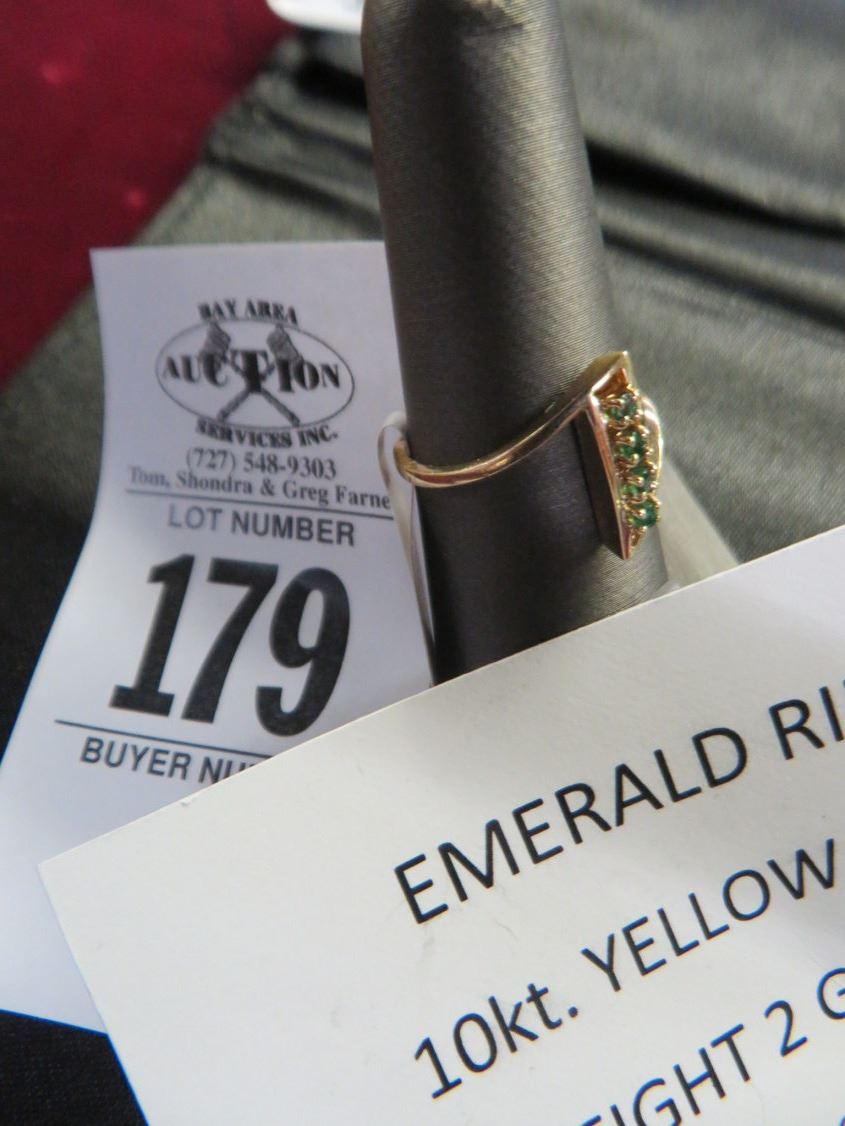 BAY AREA
AUCTION
SERVICES INC.
(727) 548-9303
Tom, Shondra & Greg Farne
LOT NUMBER
179
BUYER NU
EMERALD RI
10kt. YELLOW
EIGHT 2 G